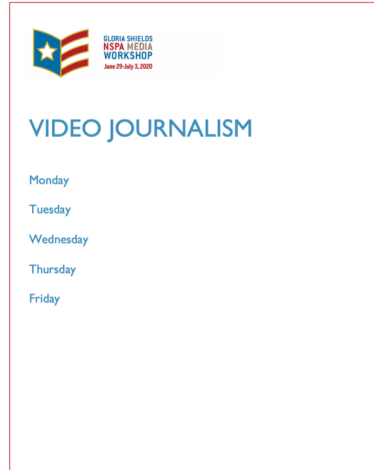 GLORIA SHIELDS
NSPA MEDIA
WORKSHOP
June 29-July 3, 2020
VIDEO JOURNALISM
Monday
Tuesday
Wednesday
Thursday
Friday